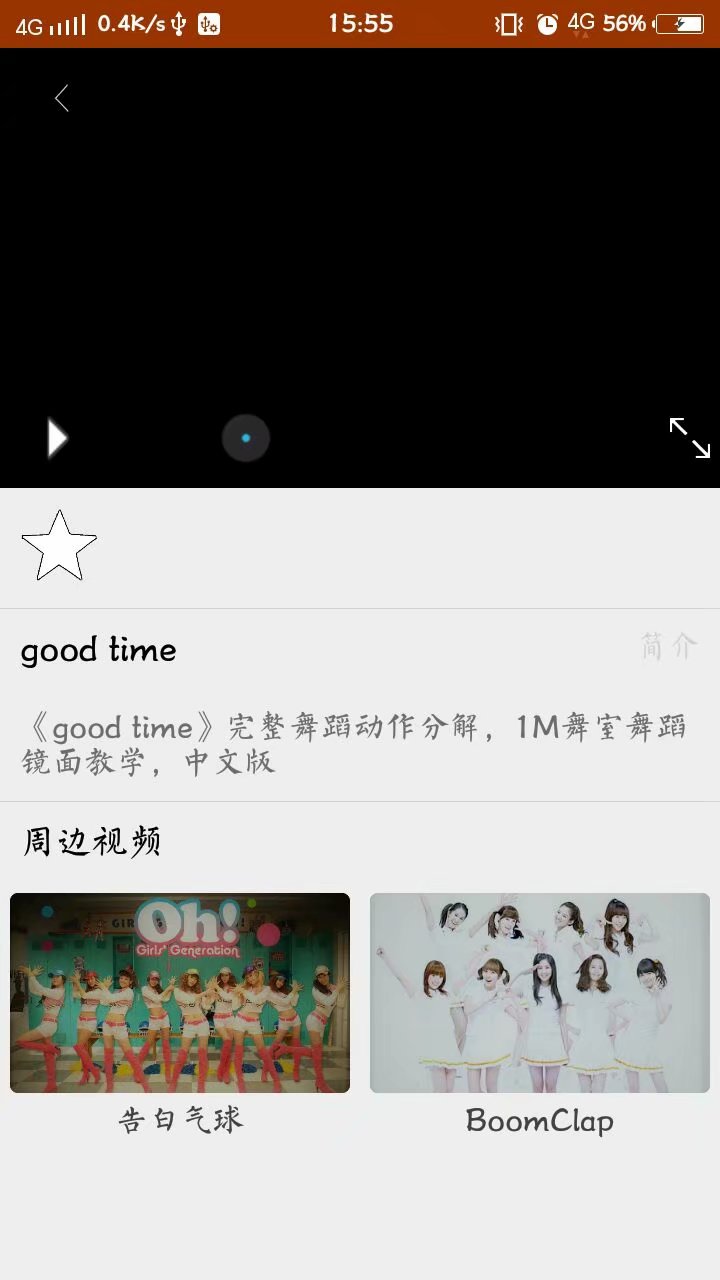 4G 0.4K/s 15:55 4G 56%
good time
简介
《good time》完整舞蹈动作分解，1M舞室舞蹈
镜面教学，中文版
周边视频
GIR
Oh!
Girls' Generation
告白气球
BoomClap